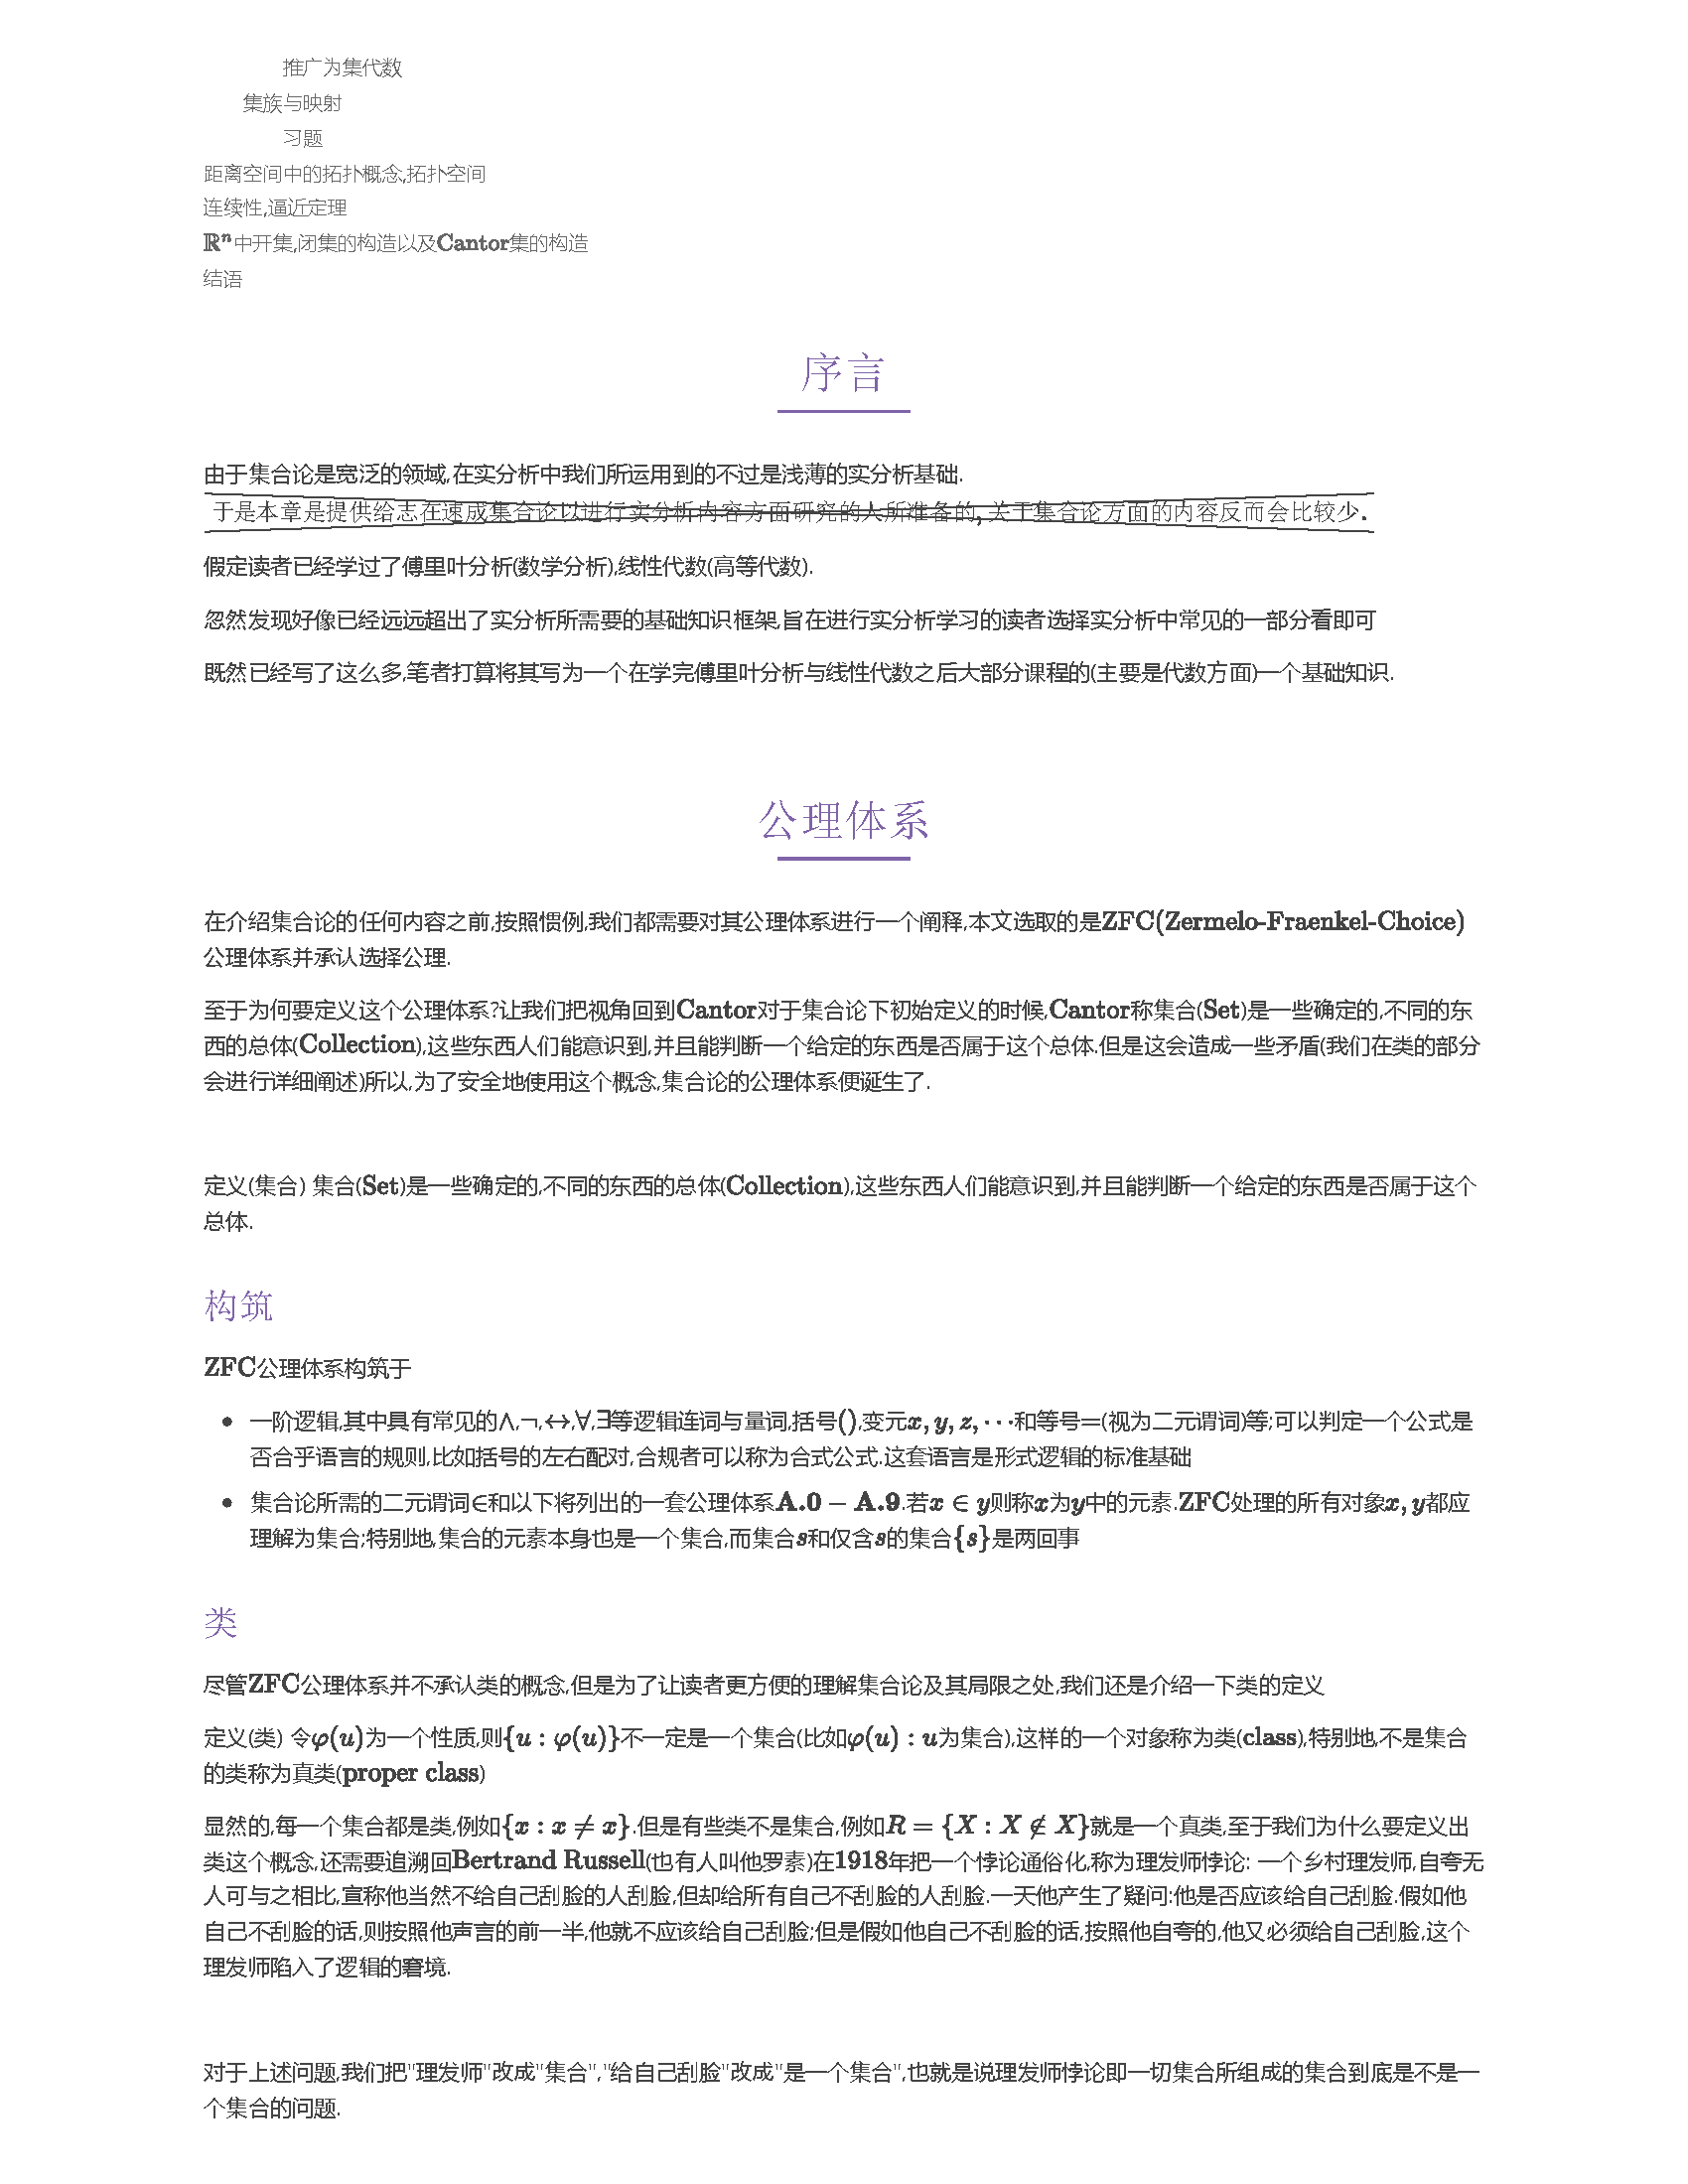 推广为集代数
集族与映射
习题
距离空间中的拓扑概念,拓扑空间
连续性,逼近定理
ℝⁿ中开集,闭集的构造以及Cantor集的构造
结语
序言
由于集合论是宽泛的领域,在实分析中我们所运用到的不过是浅薄的实分析基础.
于是本章是提供给志在速成集合论以进行实分析内容方面研究的人所准备的,关于集合论方面的内容反而会比较少.
假定读者已经学过了傅里叶分析(数学分析),线性代数(高等代数).
忽然发现好像已经远远超出了实分析所需要的基础知识框架,旨在进行实分析学习的读者选择实分析中常见的一部分看即可
既然已经写了这么多,笔者打算将其写为一个在学完傅里叶分析与线性代数之后大部分课程的(主要是代数方面)一个基础知识.
公理体系
在介绍集合论的任何内容之前,按照惯例,我们都需要对其公理体系进行一个阐释,本文选取的是ZFC(Zermelo-Fraenkel-Choice)
公理体系并承认选择公理.
至于为何要定义这个公理体系?让我们把视角回到Cantor对于集合论下初始定义的时候,Cantor称集合(Set)是一些确定的,不同的东
西的总体(Collection),这些东西人们能意识到,并且能判断一个给定的东西是否属于这个总体.但是这会造成一些矛盾(我们在类的部分
会进行详细阐述)所以,为了安全地使用这个概念,集合论的公理体系便诞生了.
定义(集合) 集合(Set)是一些确定的,不同的东西的总体(Collection),这些东西人们能意识到,并且能判断一个给定的东西是否属于这个
总体.
构筑
ZFC公理体系构筑于
• 一阶逻辑,其中具有常见的∧,¬,↔,∀,∃等逻辑连词与量词,括号(),变元x, y, z, ⋯和等号=(视为二元谓词)等;可以判定一个公式是
否合乎语言的规则,比如括号的左右配对,合规者可以称为合式公式.这套语言是形式逻辑的标准基础
• 集合论所需的二元谓词∈和以下将列出的一套公理体系A.0 − A.9.若x ∈ y则称x为y中的元素.ZFC处理的所有对象x, y都应
理解为集合;特别地,集合的元素本身也是一个集合,而集合s和仅含s的集合{s}是两回事
类
尽管ZFC公理体系并不承认类的概念,但是为了让读者更方便的理解集合论及其局限之处,我们还是介绍一下类的定义
定义(类) 令φ(u)为一个性质,则{u : φ(u)}不一定是一个集合(比如φ(u) : u为集合),这样的一个对象称为类(class),特别地,不是集合
的类称为真类(proper class)
显然的,每一个集合都是类,例如{x : x ≠ x}.但是有些类不是集合,例如R = {X : X ∉ X}就是一个真类,至于我们为什么要定义出
类这个概念,还需要追溯回Bertrand Russell(也有人叫他罗素)在1918年把一个悖论通俗化,称为理发师悖论: 一个乡村理发师,自夸无
人可与之相比,宣称他当然不给自己刮脸的人刮脸,但却给所有自己不刮脸的人刮脸.一天他产生了疑问:他是否应该给自己刮脸.假如他
自己不刮脸的话,则按照他声言的前一半,他就不应该给自己刮脸;但是假如他自己不刮脸的话,按照他自夸的,他又必须给自己刮脸,这个
理发师陷入了逻辑的窘境.
对于上述问题,我们把"理发师"改成"集合","给自己刮脸"改成"是一个集合",也就是说理发师悖论即一切集合所组成的集合到底是不是一
个集合的问题.